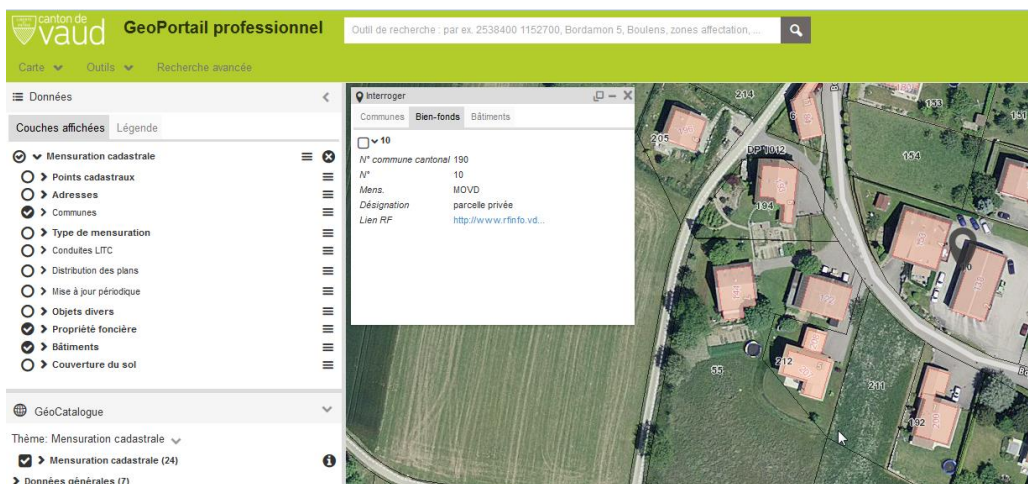 canton de
vaud
GeoPortail professionnel
Outil de recherche : par ex. 2538400 1152700, Bordamon 5, Boulens, zones affectation, ...
Carte Outils Recherche avancée
Données
Couches affichées Légende
Mensuration cadastrale
Points cadastraux
Adresses
Communes
Type de mensuration
Conduites LITC
Distribution des plans
Mise à jour périodique
Objets divers
Propriété foncière
Bâtiments
Couverture du sol
GéoCatalogue
Thème: Mensuration cadastrale
Mensuration cadastrale (24)
Données générales (7)
Interroger
Communes Bien-fonds Bâtiments
10
N° commune cantonal 190
N° 10
Mens. MOVD
Désignation parcelle privée
Lien RF http://www.rfinfo.vd...
214
153
151
205
DP 1012
154
194
212
55
211
192